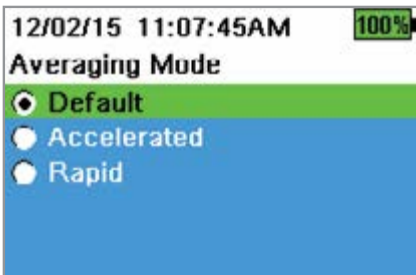 12/02/15 11:07:45AM 100%
Averaging Mode
Default
Accelerated
Rapid